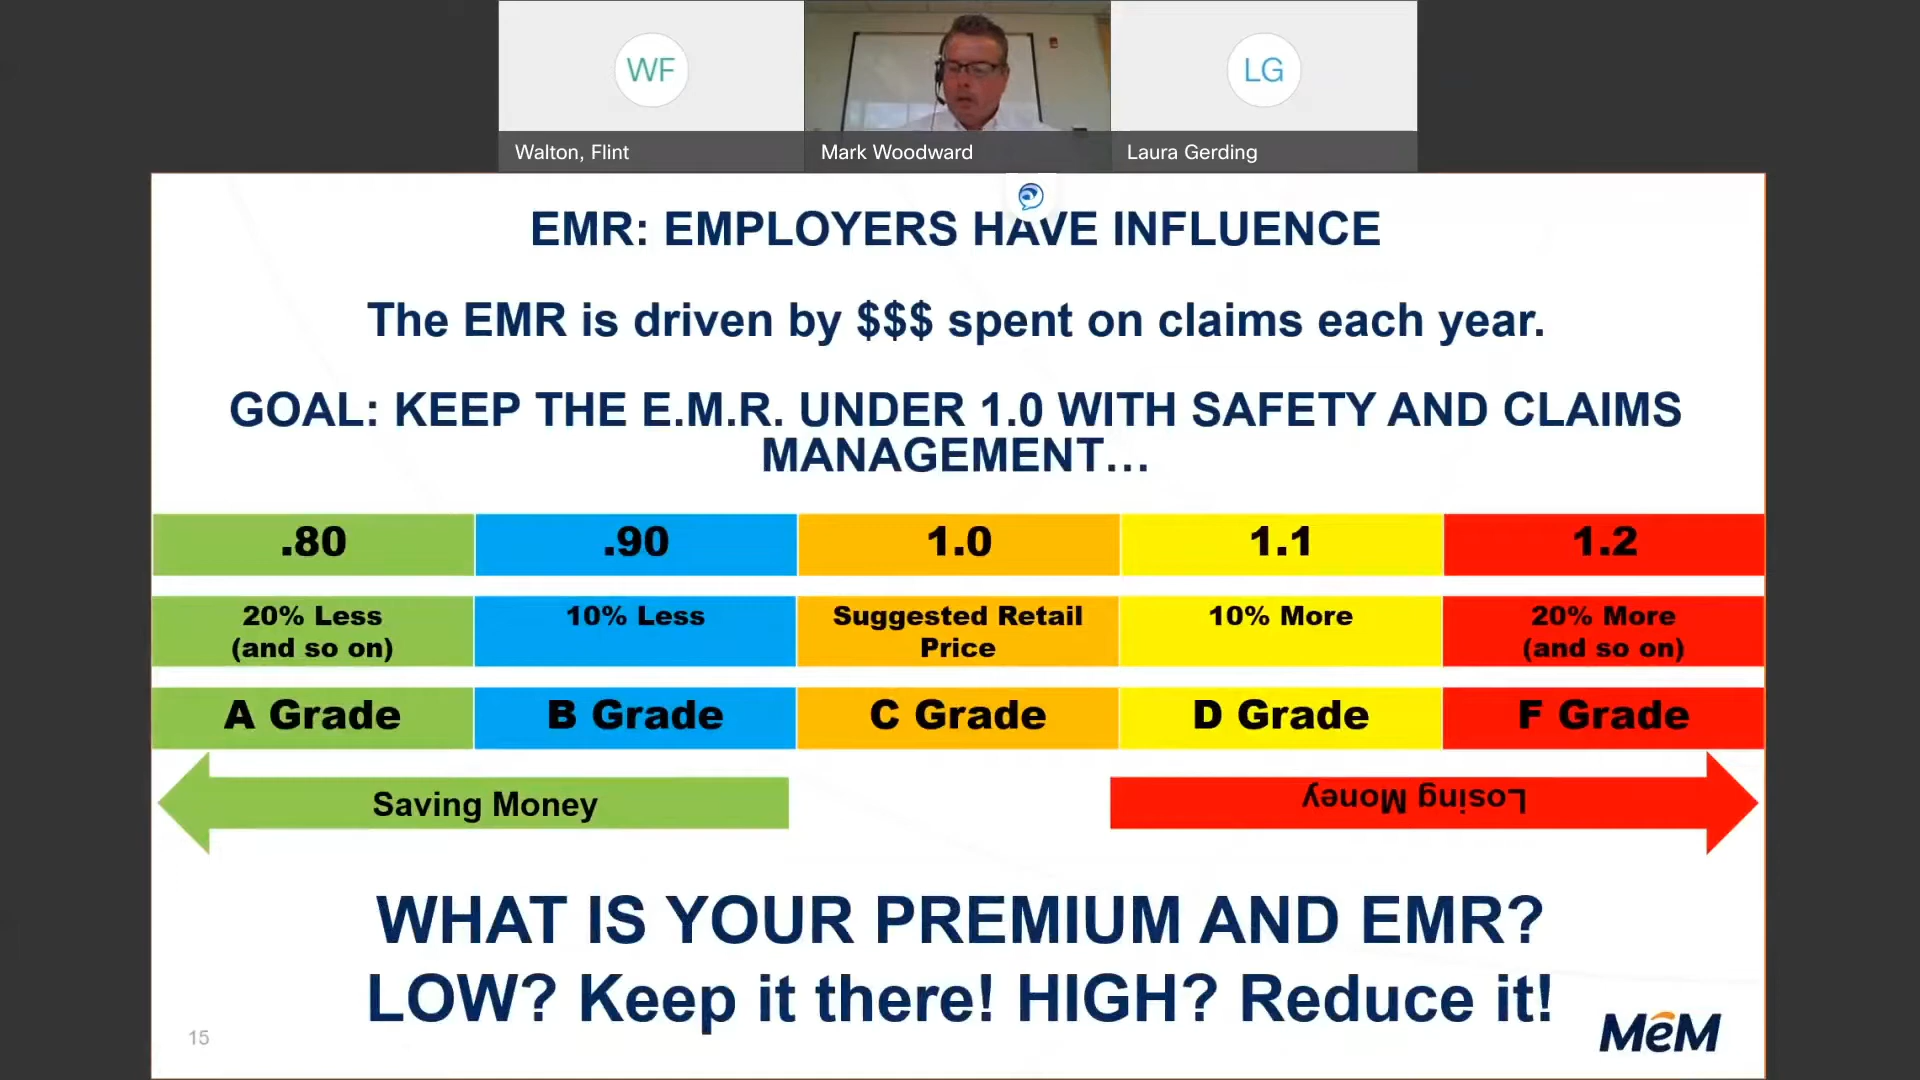 WF
LG
Walton, Flint
Mark Woodward
Laura Gerding
EMR: EMPLOYERS HAVE INFLUENCE
The EMR is driven by $$$ spent on claims each year.
GOAL: KEEP THE E.M.R. UNDER 1.0 WITH SAFETY AND CLAIMS
MANAGEMENT...
.80
.90
1.0
1.1
1.2
20% Less
(and so on)
10% Less
Suggested Retail
Price
10% More
20% More
(and so on)
A Grade
B Grade
C Grade
D Grade
F Grade
Saving Money
Losing Money
WHAT IS YOUR PREMIUM AND EMR?
LOW? Keep it there! HIGH? Reduce it!
15
MeM